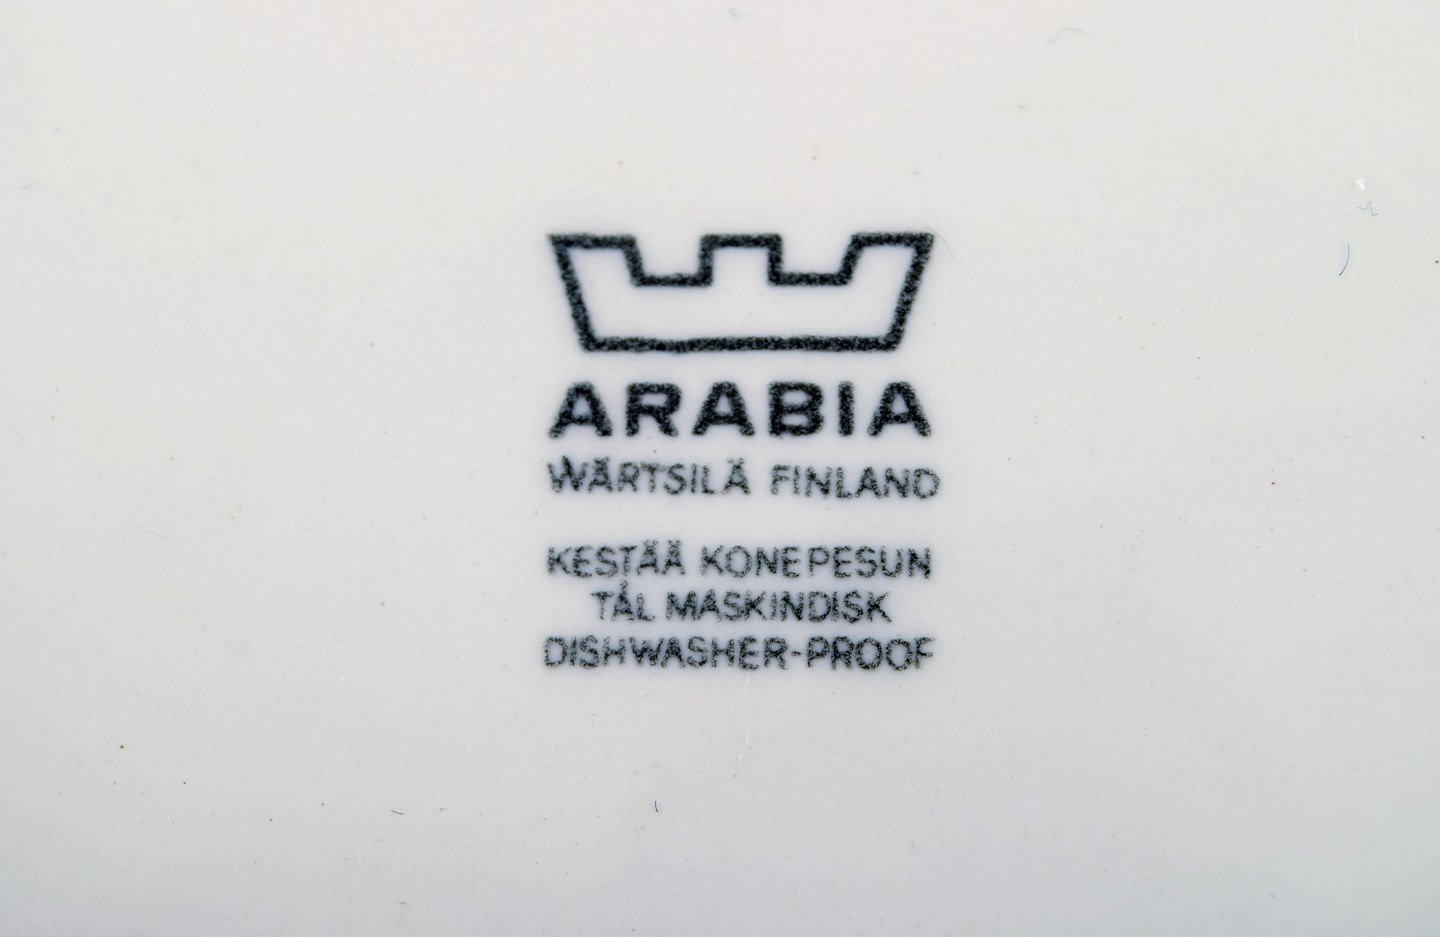 ARABIA
WÄRTSILÄ FINLAND
KESTÄÄ KONEPESUN
TÅL MASKINDISK
DISHWASHER-PROOF